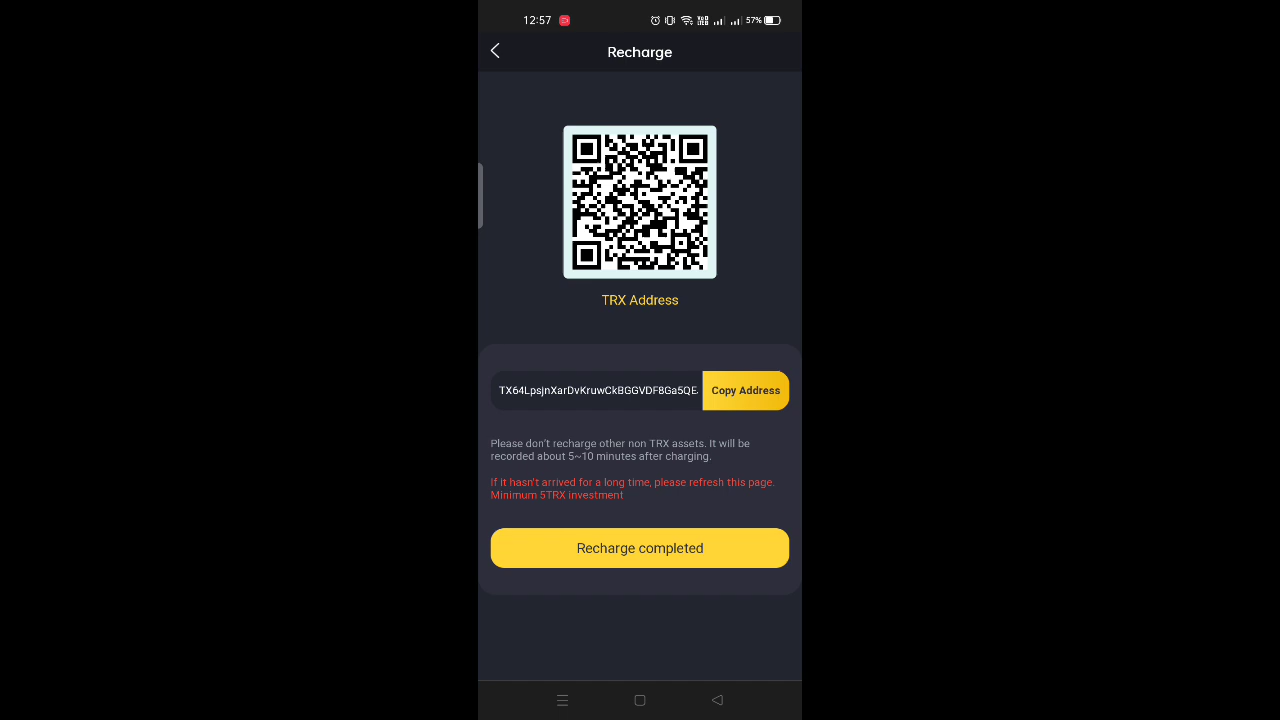 12:57
57%
Recharge
TRX Address
TX64LpsjnXarDvKruwCkBGGVDF8Ga5QE
Copy Address
Please don't recharge other non TRX assets. It will be
recorded about 5~10 minutes after charging.
If it hasn't arrived for a long time, please refresh this page.
Minimum 5TRX investment
Recharge completed